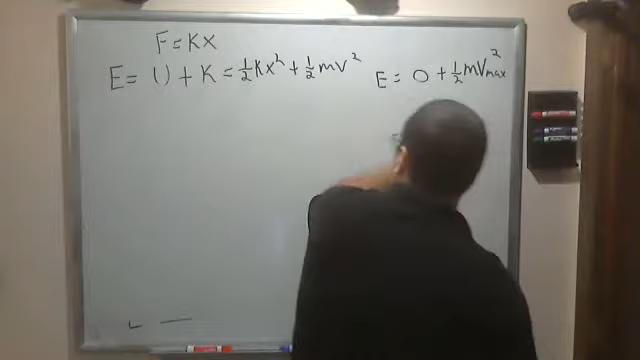 F = Kx
E = U + K = ½Kx² + ½mv²
E = 0 + ½mv²max